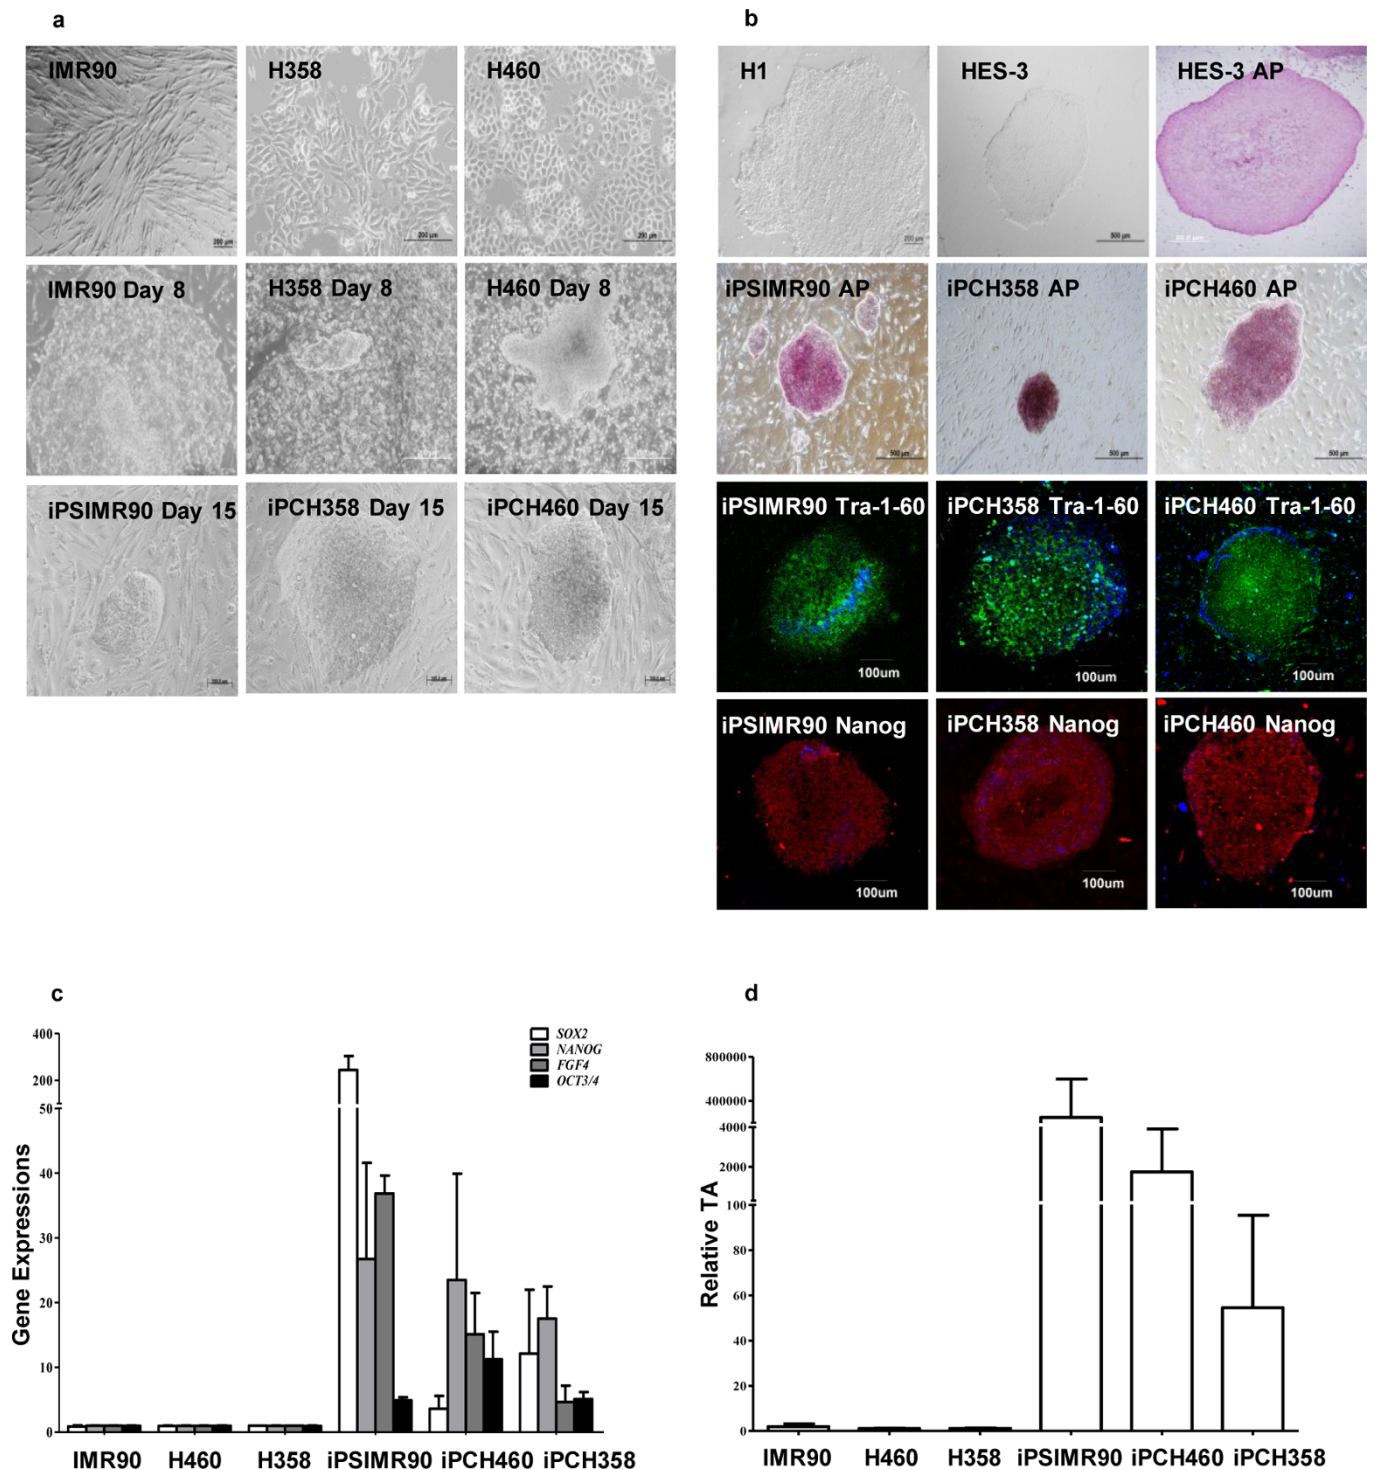 a
b
IMR90
H358
H460
200 µm
200 µm
IMR90 Day 8
H358 Day 8
H460 Day 8
iPSIMR90 Day 15
iPCH358 Day 15
iPCH460 Day 15
H1
HES-3
HES-3 AP
500 µm
iPSIMR90 AP
iPCH358 AP
iPCH460 AP
500 µm
500 µm
500 µm
iPSIMR90 Tra-1-60
iPCH358 Tra-1-60
iPCH460 Tra-1-60
100um
100um
100um
iPSIMR90 Nanog
iPCH358 Nanog
iPCH460 Nanog
100um
100um
100um
c
Gene Expressions
400
200
50
40
30
20
10
0
SOX2
NANOG
FGF4
OCT3/4
IMR90
H460
H358
iPSIMR90
iPCH460
iPCH358
d
Relative TA
800000
400000
4000
2000
100
80
60
40
20
0
IMR90
H460
H358
iPSIMR90
iPCH460
iPCH358